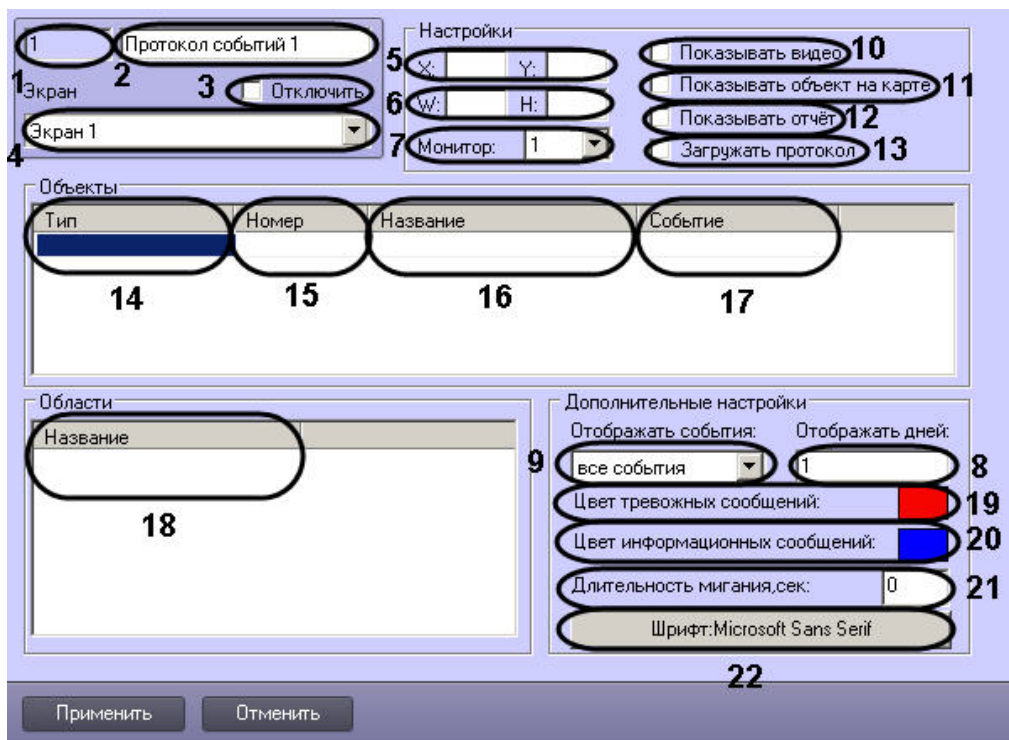 1 Протокол событий 1
1 2 3
Экран Отключить
Экран 1
4
Настройки
5 X: Y:
6 W: H:
7 Монитор: 1
Показывать видео 10
Показывать объект на карте 11
Показывать отчёт 12
Загружать протокол 13
Объекты
Тип Номер Название Событие
14 15 16 17
Области
Название
18
Дополнительные настройки
Отображать события: Отображать дней:
9 все события 1 8
Цвет тревожных сообщений: 19
Цвет информационных сообщений: 20
Длительность мигания,сек: 0 21
Шрифт:Microsoft Sans Serif
22
Применить Отменить